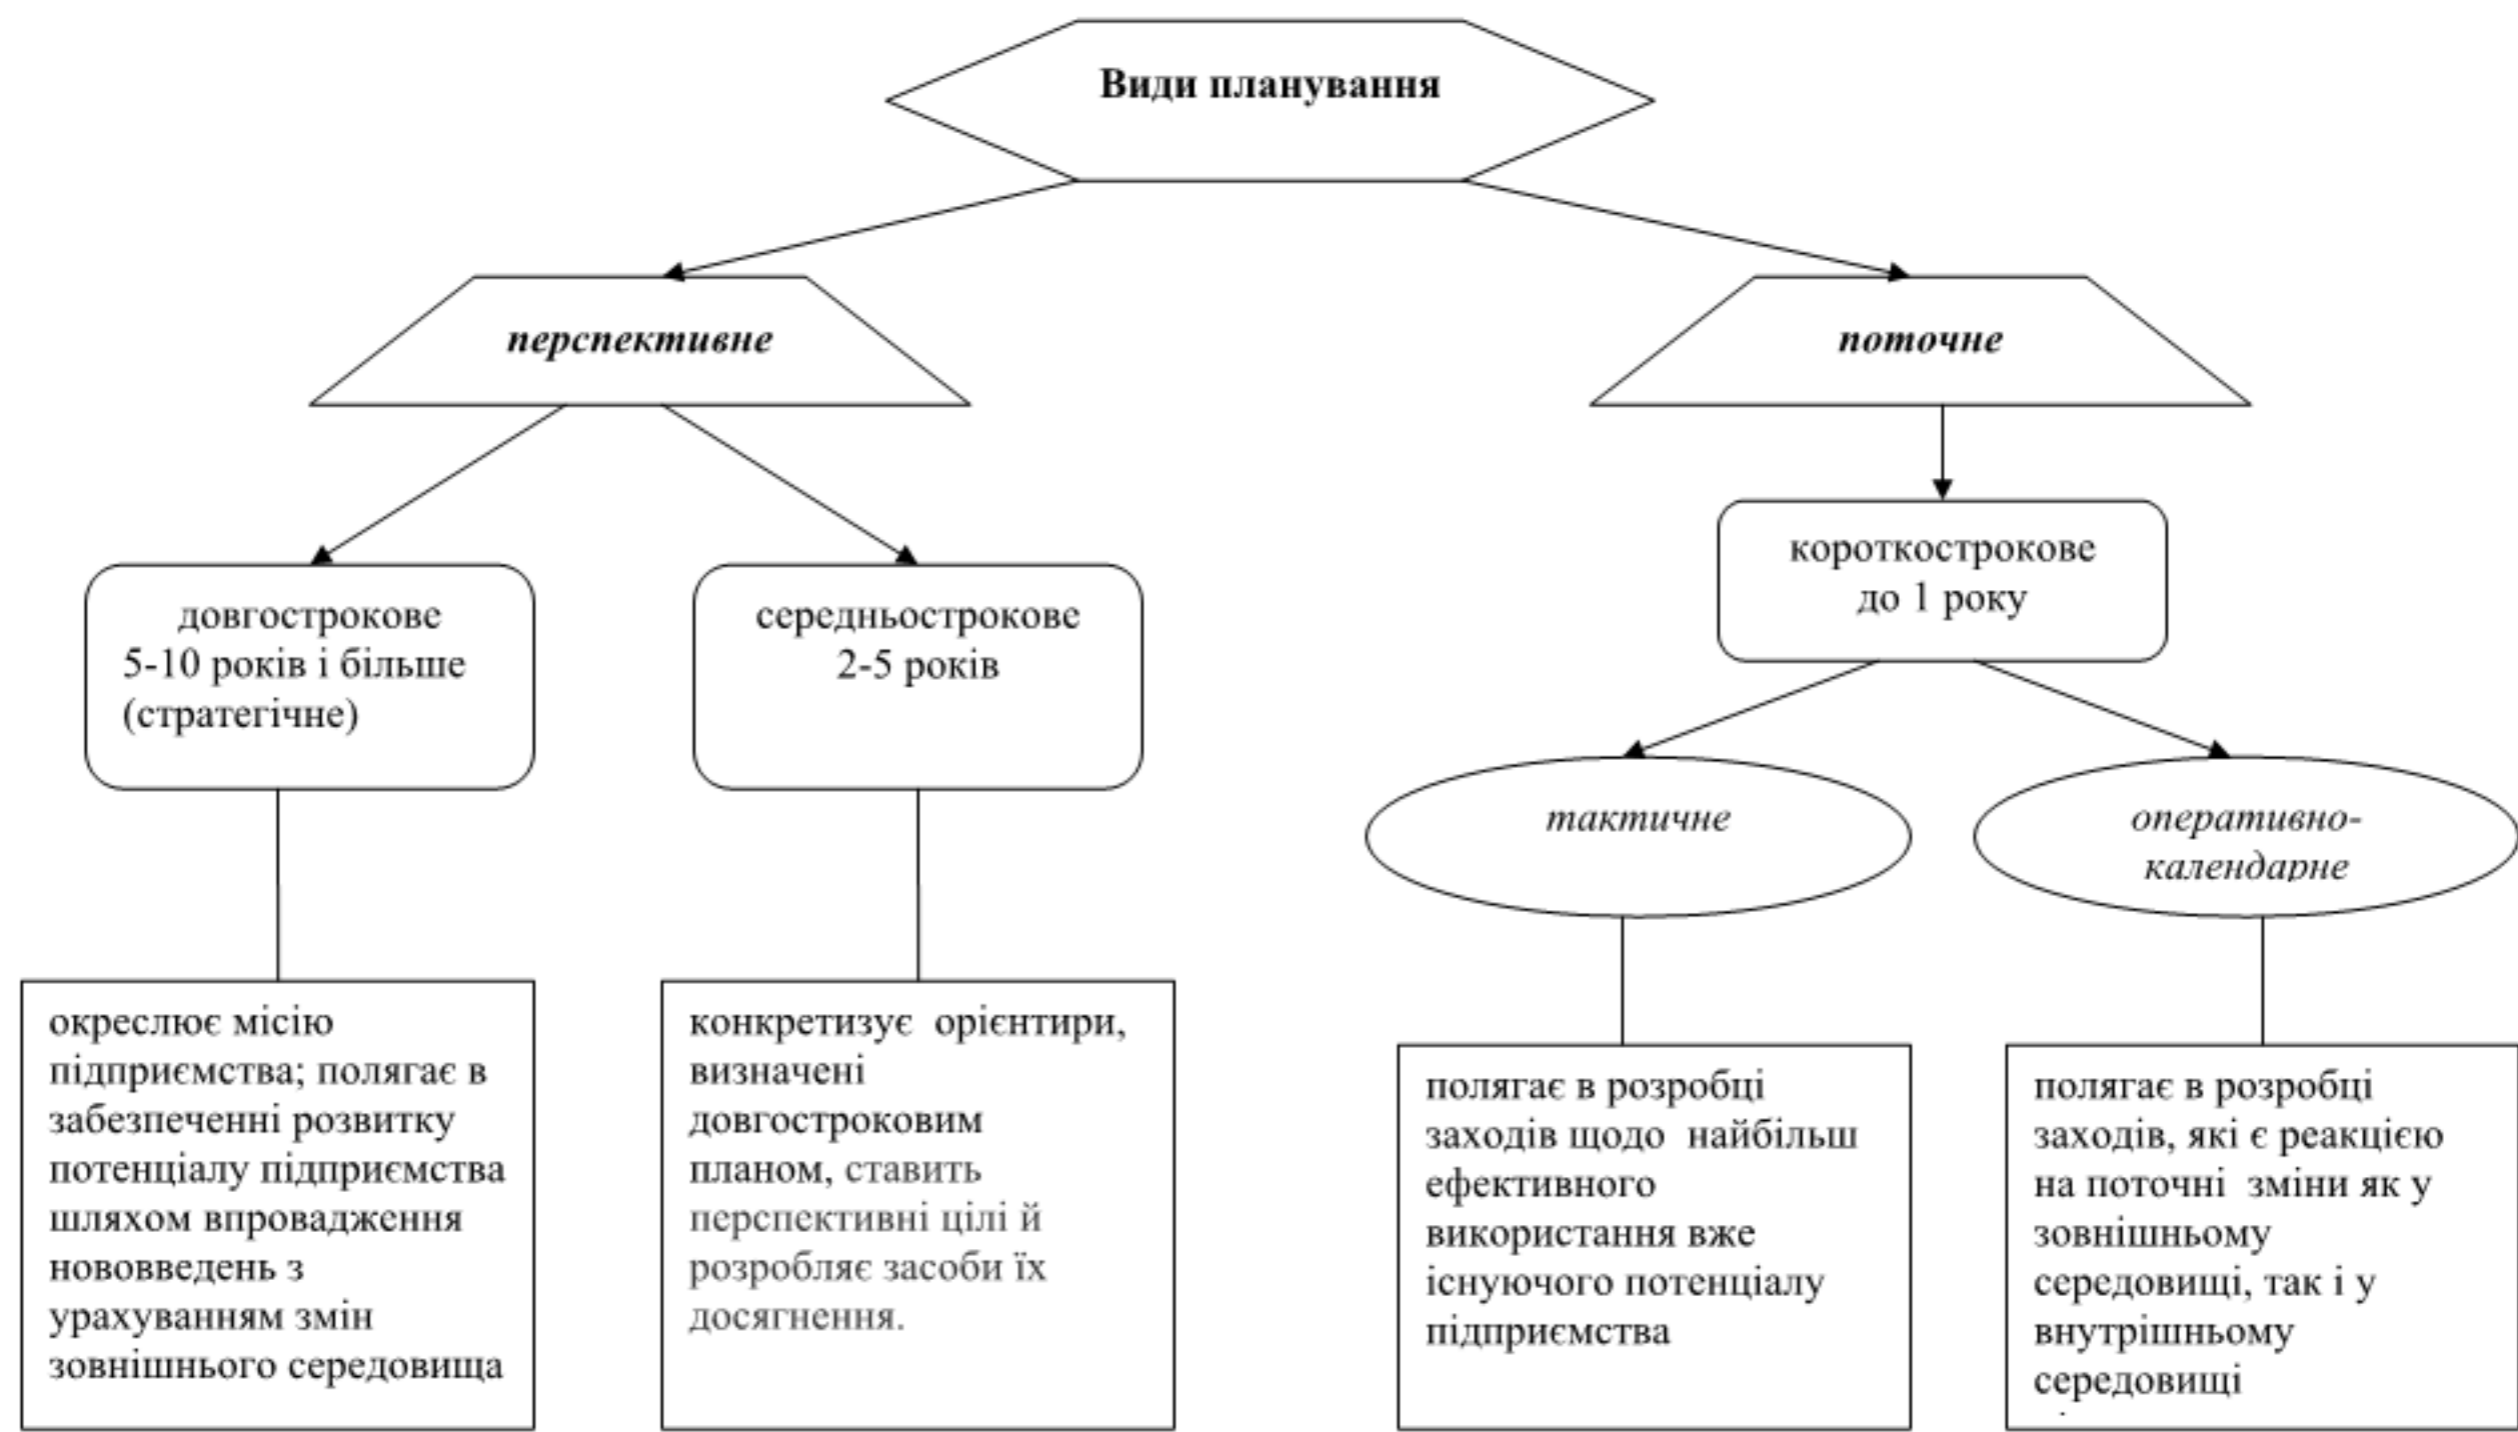 Види планування
перспективне
поточне
довгострокове
5-10 років і більше
(стратегічне)
середньострокове
2-5 років
короткострокове
до 1 року
тактичне
оперативно-
календарне
окреслює місію
підприємства; полягає в
забезпеченні розвитку
потенціалу підприємства
шляхом впровадження
нововведень з
урахуванням змін
зовнішнього середовища
конкретизує орієнтири,
визначені
довгостроковим
планом, ставить
перспективні цілі й
розробляє засоби їх
досягнення.
полягає в розробці
заходів щодо найбільш
ефективного
використання вже
існуючого потенціалу
підприємства
полягає в розробці
заходів, які є реакцією
на поточні зміни як у
зовнішньому
середовищі, так і у
внутрішньому
середовищі